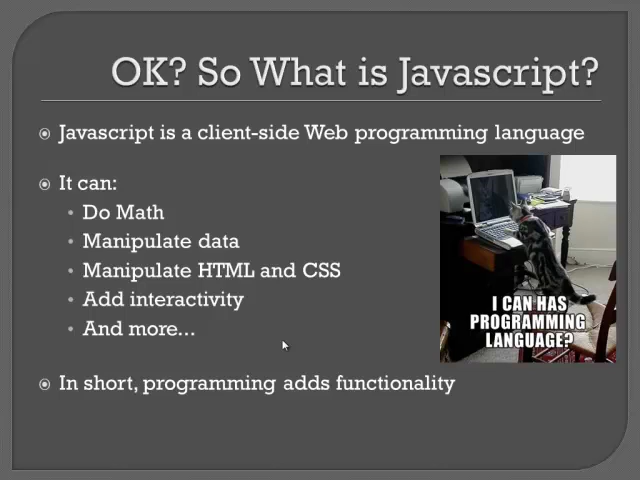 OK? So What is Javascript?
Javascript is a client-side Web programming language
It can:
Do Math
Manipulate data
Manipulate HTML and CSS
Add interactivity
And more...
I CAN HAS
PROGRAMMING
LANGUAGE?
In short, programming adds functionality